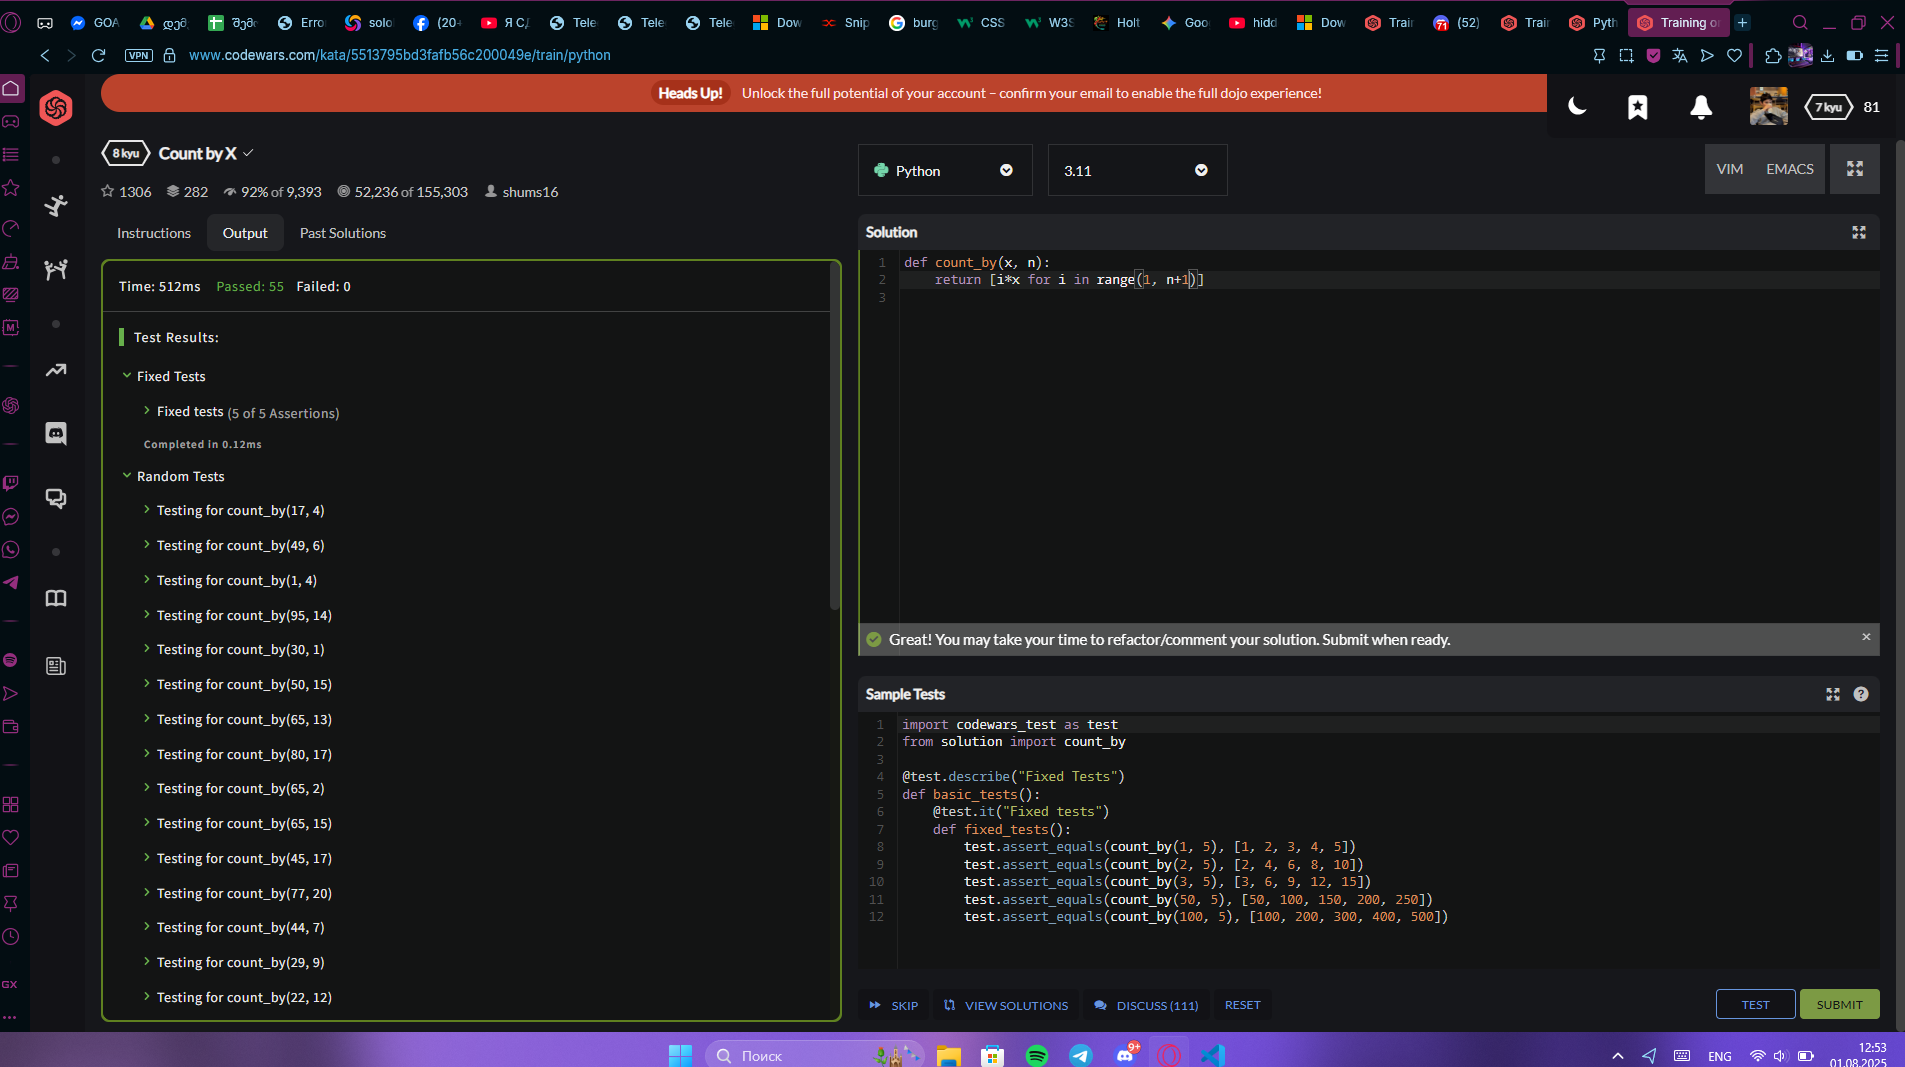 GOA
დემ
შემ
Erro
solo
(20+
Я СД
Tele
Tele
Tele
Dow
Snip
burg
CSS
W3S
Holt
Goo
hidd
Dow
Train
71
(52)
Train
Pyth
Training o
VPN
www.codewars.com/kata/5513795bd3fafb56c200049e/train/python
Heads Up! Unlock the full potential of your account – confirm your email to enable the full dojo experience!
7 kyu 81
8 kyu Count by X
1306 282 92% of 9,393 52,236 of 155,303 shums16
Instructions Output Past Solutions
Time: 512ms Passed: 55 Failed: 0
Test Results:
Fixed Tests
Fixed tests (5 of 5 Assertions)
Completed in 0.12ms
Random Tests
Testing for count_by(17, 4)
Testing for count_by(49, 6)
Testing for count_by(1, 4)
Testing for count_by(95, 14)
Testing for count_by(30, 1)
Testing for count_by(50, 15)
Testing for count_by(65, 13)
Testing for count_by(80, 17)
Testing for count_by(65, 2)
Testing for count_by(65, 15)
Testing for count_by(45, 17)
Testing for count_by(77, 20)
Testing for count_by(44, 7)
Testing for count_by(29, 9)
Testing for count_by(22, 12)
Python 3.11 VIM EMACS
Solution
1 def count_by(x, n):
2     return [i*x for i in range(1, n+1)]
3
Great! You may take your time to refactor/comment your solution. Submit when ready.
Sample Tests
1 import codewars_test as test
2 from solution import count_by
3
4 @test.describe("Fixed Tests")
5 def basic_tests():
6     @test.it("Fixed tests")
7     def fixed_tests():
8         test.assert_equals(count_by(1, 5), [1, 2, 3, 4, 5])
9         test.assert_equals(count_by(2, 5), [2, 4, 6, 8, 10])
10         test.assert_equals(count_by(3, 5), [3, 6, 9, 12, 15])
11         test.assert_equals(count_by(50, 5), [50, 100, 150, 200, 250])
12         test.assert_equals(count_by(100, 5), [100, 200, 300, 400, 500])
SKIP VIEW SOLUTIONS DISCUSS (111) RESET TEST SUBMIT
GX
Поиск
9+
ENG
12:53
01.08.2025